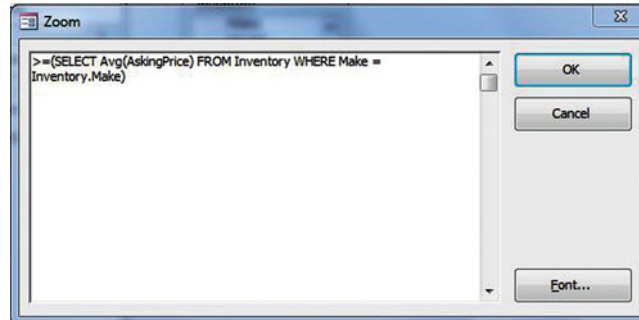 Zoom
>=(SELECT Avg(AskingPrice) FROM Inventory WHERE Make =
Inventory.Make)
OK
Cancel
Font...